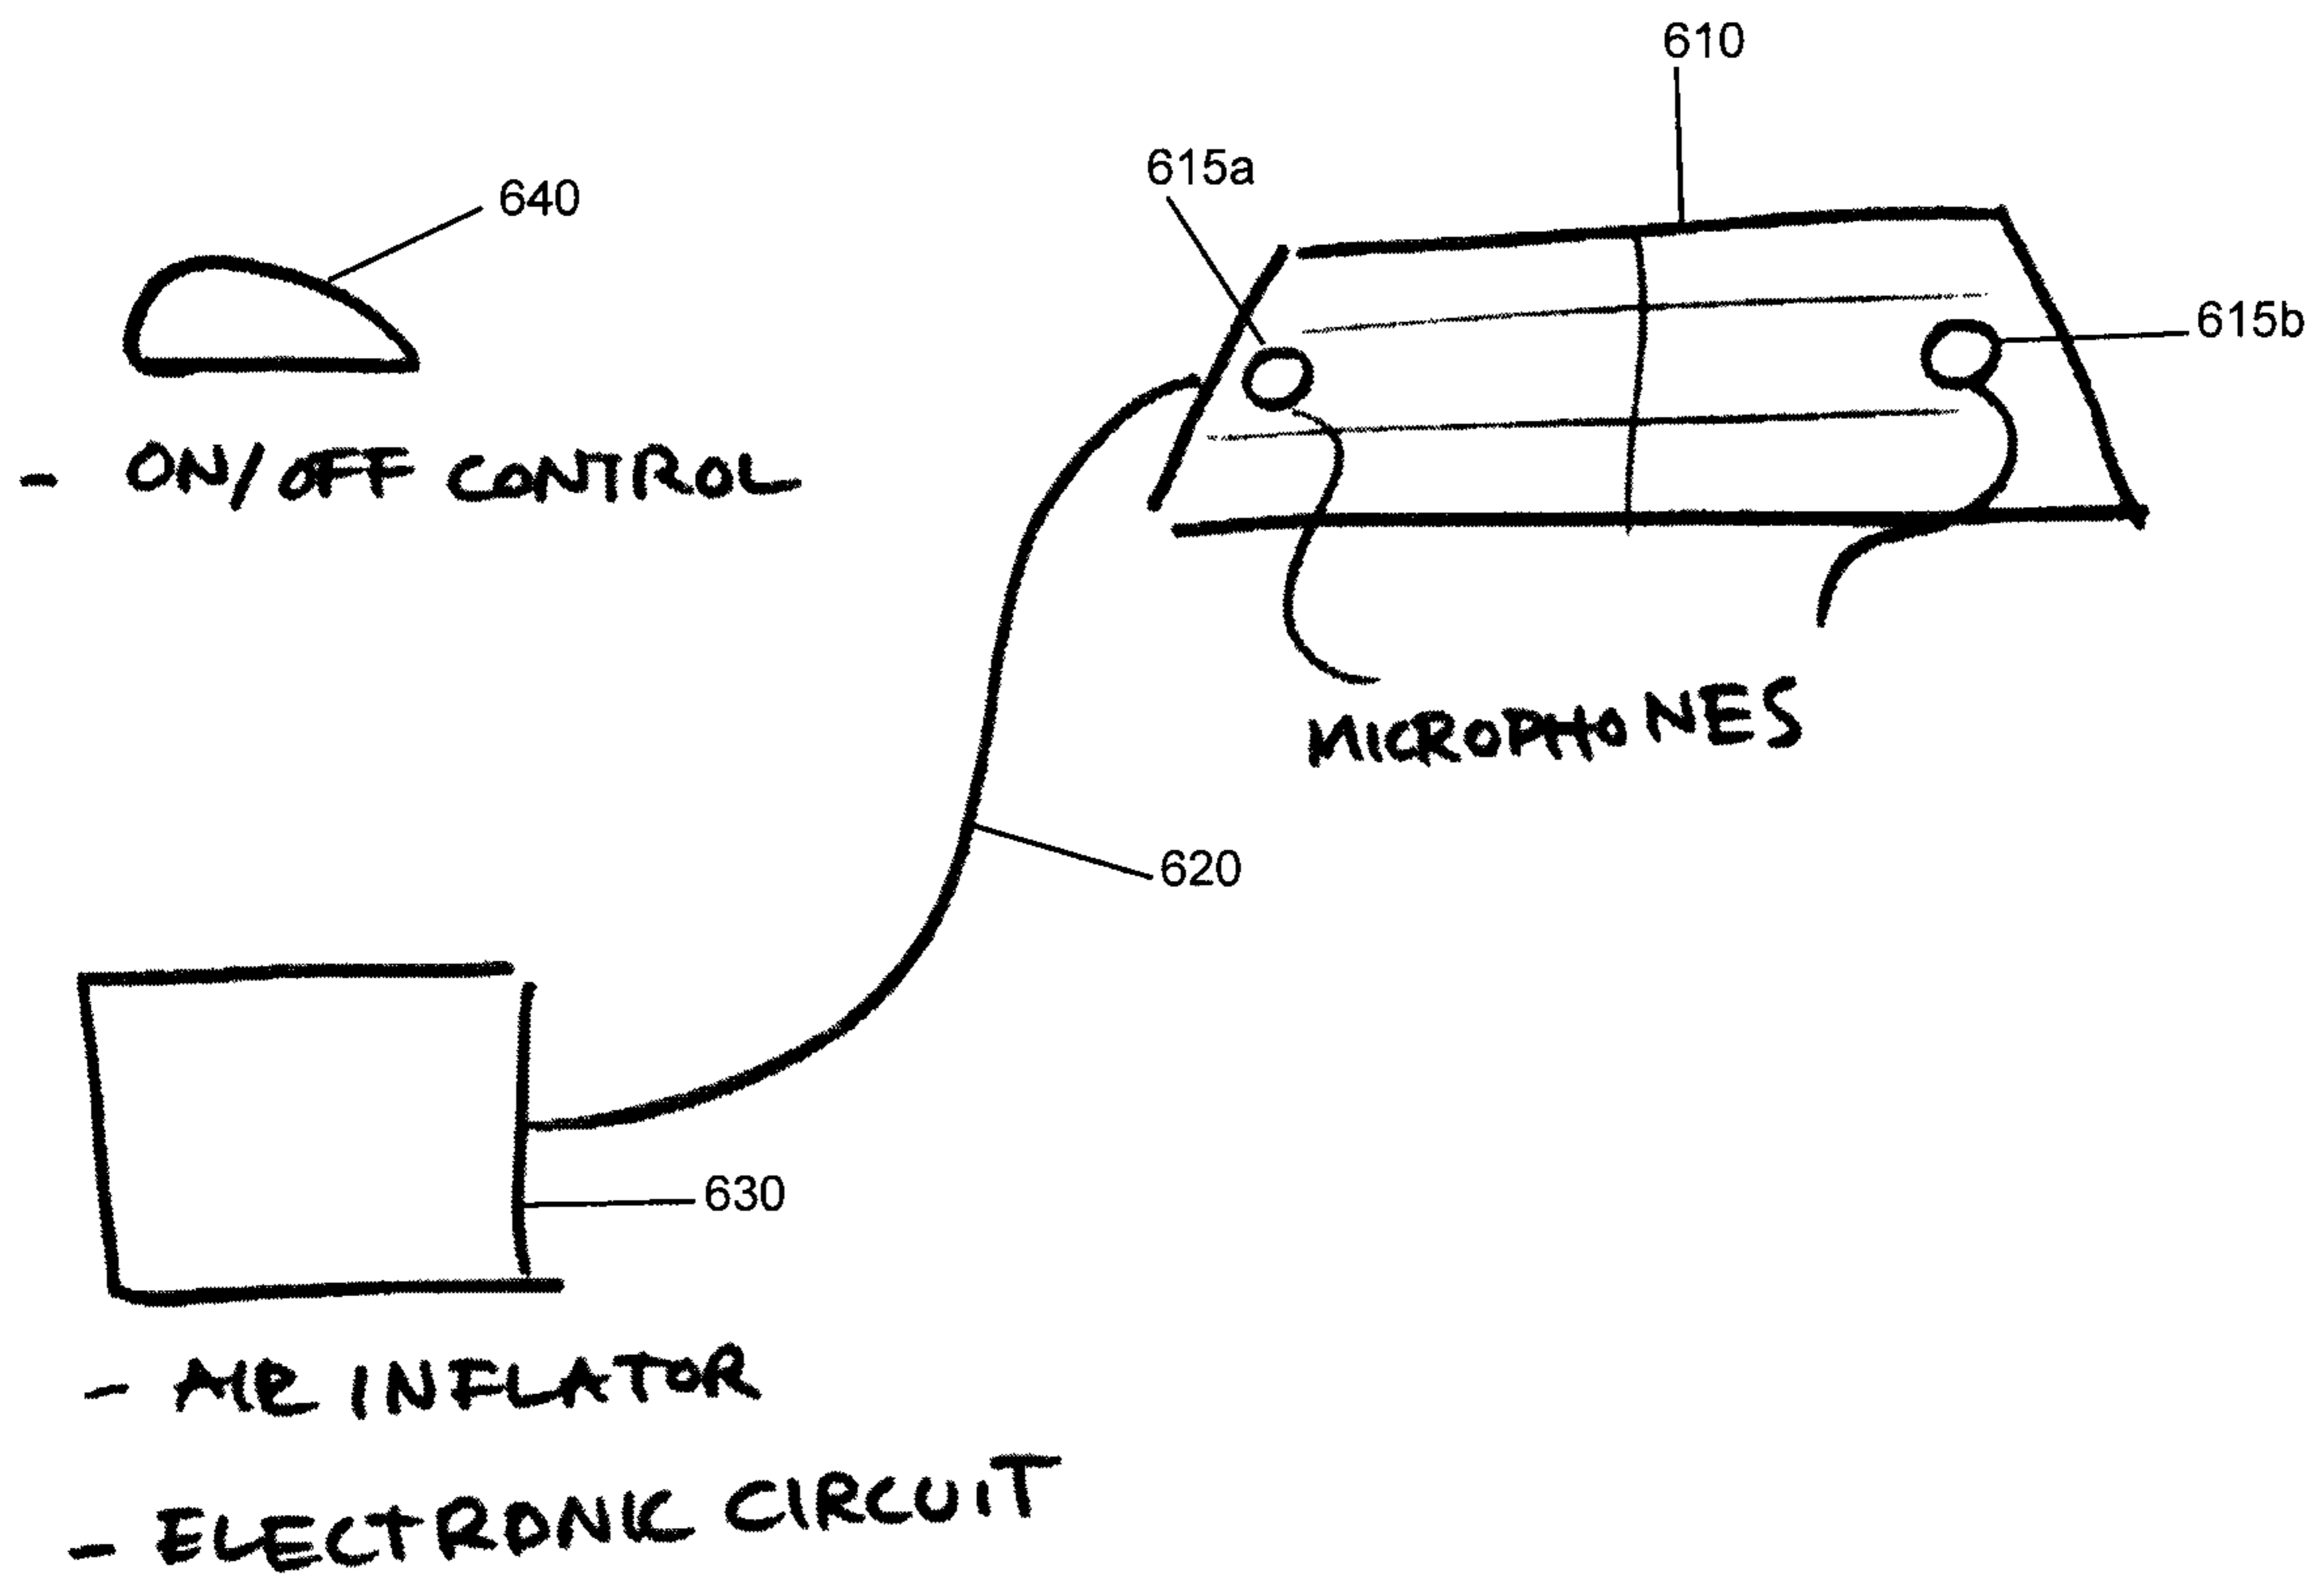 610
615a
640
615b
- ON/OFF CONTROL
MICROPHONES
620
630
- AIR INFLATOR
- ELECTRONIC CIRCUIT